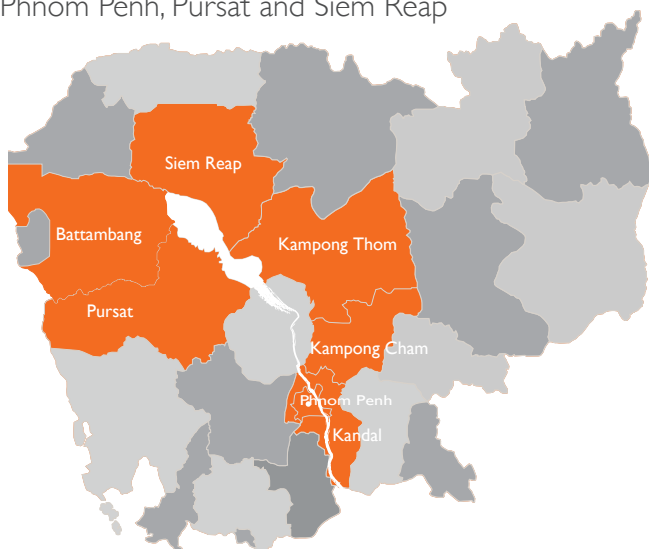 Phnom Penh, Pursat and Siem Reap
Siem Reap
Battambang
Kampong Thom
Pursat
Kampong Cham
Phnom Penh
Kandal